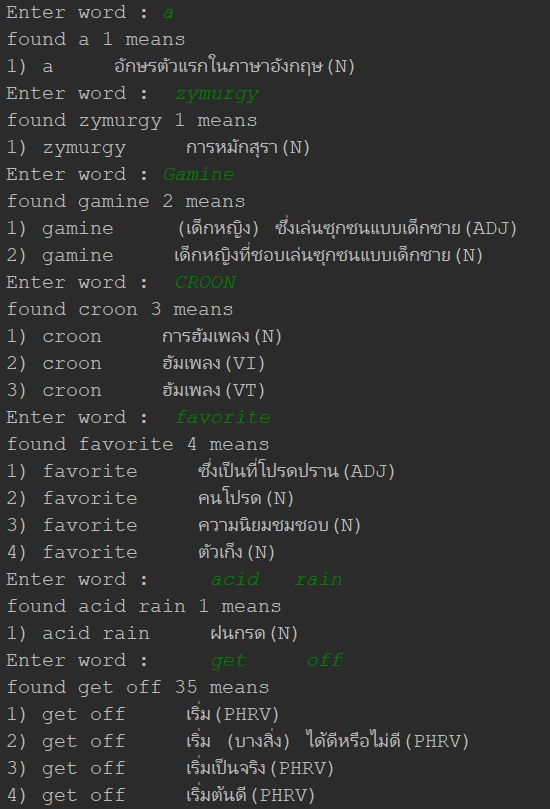 Enter word : a
found a 1 means
1) a     อักษรตัวแรกในภาษาอังกฤษ(N)
Enter word :  zymurgy
found zymurgy 1 means
1) zymurgy     การหมักสุรา(N)
Enter word : Gamine
found gamine 2 means
1) gamine     (เด็กหญิง) ซึ่งเล่นซุกซนแบบเด็กชาย(ADJ)
2) gamine     เด็กหญิงที่ชอบเล่นซุกซนแบบเด็กชาย(N)
Enter word :  CROON
found croon 3 means
1) croon     การฮัมเพลง(N)
2) croon     ฮัมเพลง(VI)
3) croon     ฮัมเพลง(VT)
Enter word :  favorite
found favorite 4 means
1) favorite     ซึ่งเป็นที่โปรดปราน(ADJ)
2) favorite     คนโปรด(N)
3) favorite     ความนิยมชมชอบ(N)
4) favorite     ตัวเก็ง(N)
Enter word :     acid   rain
found acid rain 1 means
1) acid rain     ฝนกรด(N)
Enter word :     get     off
found get off 35 means
1) get off     เริ่ม(PHRV)
2) get off     เริ่ม (บางสิ่ง) ได้ดีหรือไม่ดี(PHRV)
3) get off     เริ่มเป็นจริง(PHRV)
4) get off     เริ่มต้นดี(PHRV)